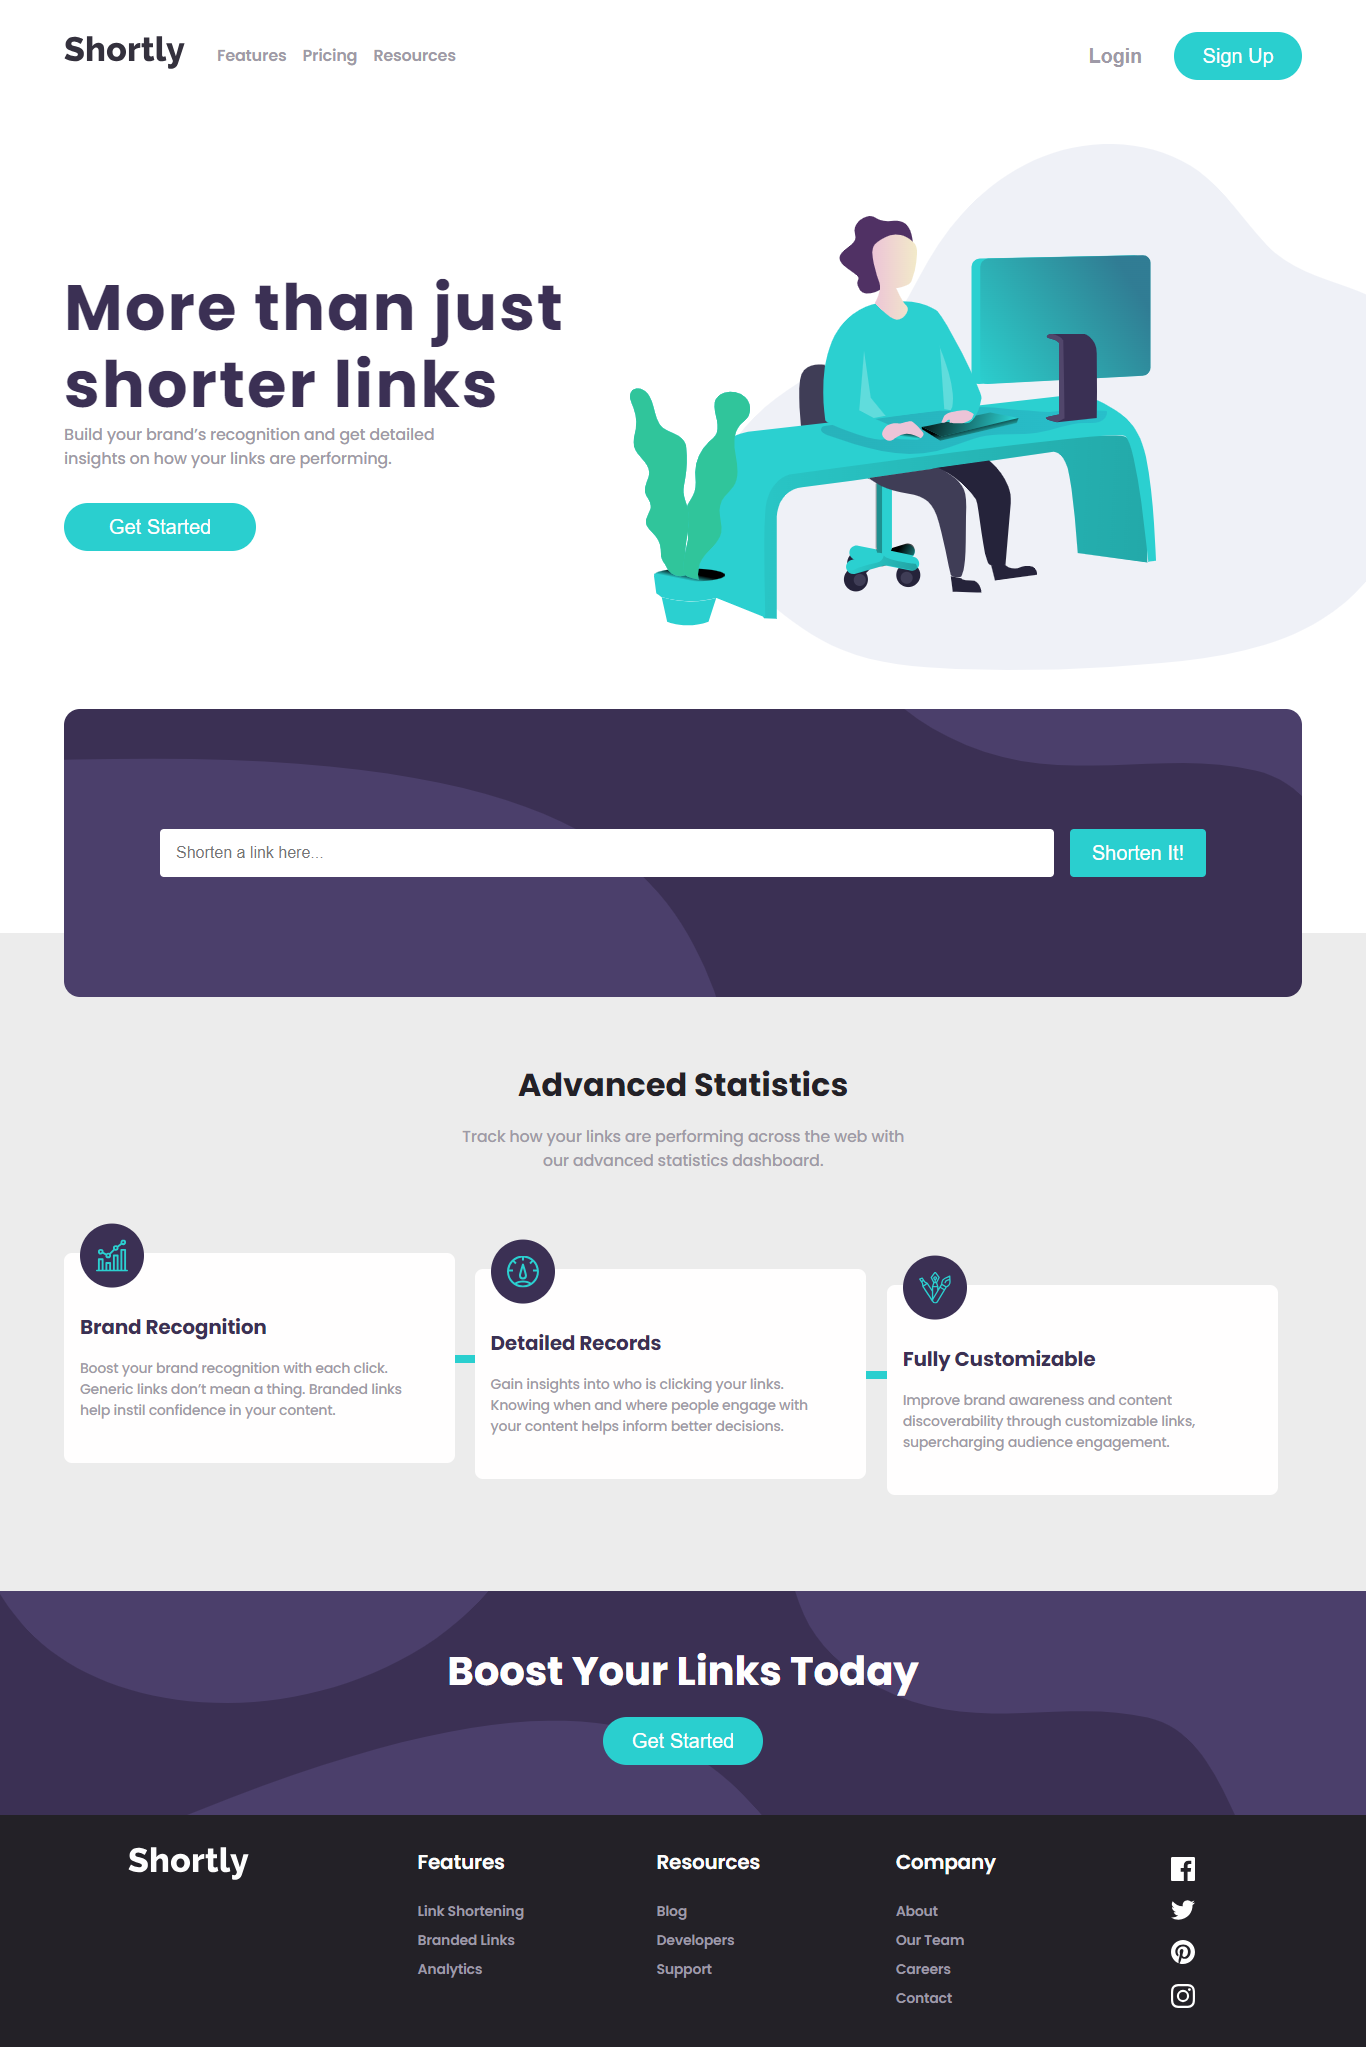 Shortly
Features Pricing Resources
Login
Sign Up
More than just
shorter links
Build your brand’s recognition and get detailed
insights on how your links are performing.
Get Started
Shorten a link here...
Shorten It!
Advanced Statistics
Track how your links are performing across the web with
our advanced statistics dashboard.
Brand Recognition
Boost your brand recognition with each click.
Generic links don’t mean a thing. Branded links
help instil confidence in your content.
Detailed Records
Gain insights into who is clicking your links.
Knowing when and where people engage with
your content helps inform better decisions.
Fully Customizable
Improve brand awareness and content
discoverability through customizable links,
supercharging audience engagement.
Boost Your Links Today
Get Started
Shortly
Features
Link Shortening
Branded Links
Analytics
Resources
Blog
Developers
Support
Company
About
Our Team
Careers
Contact